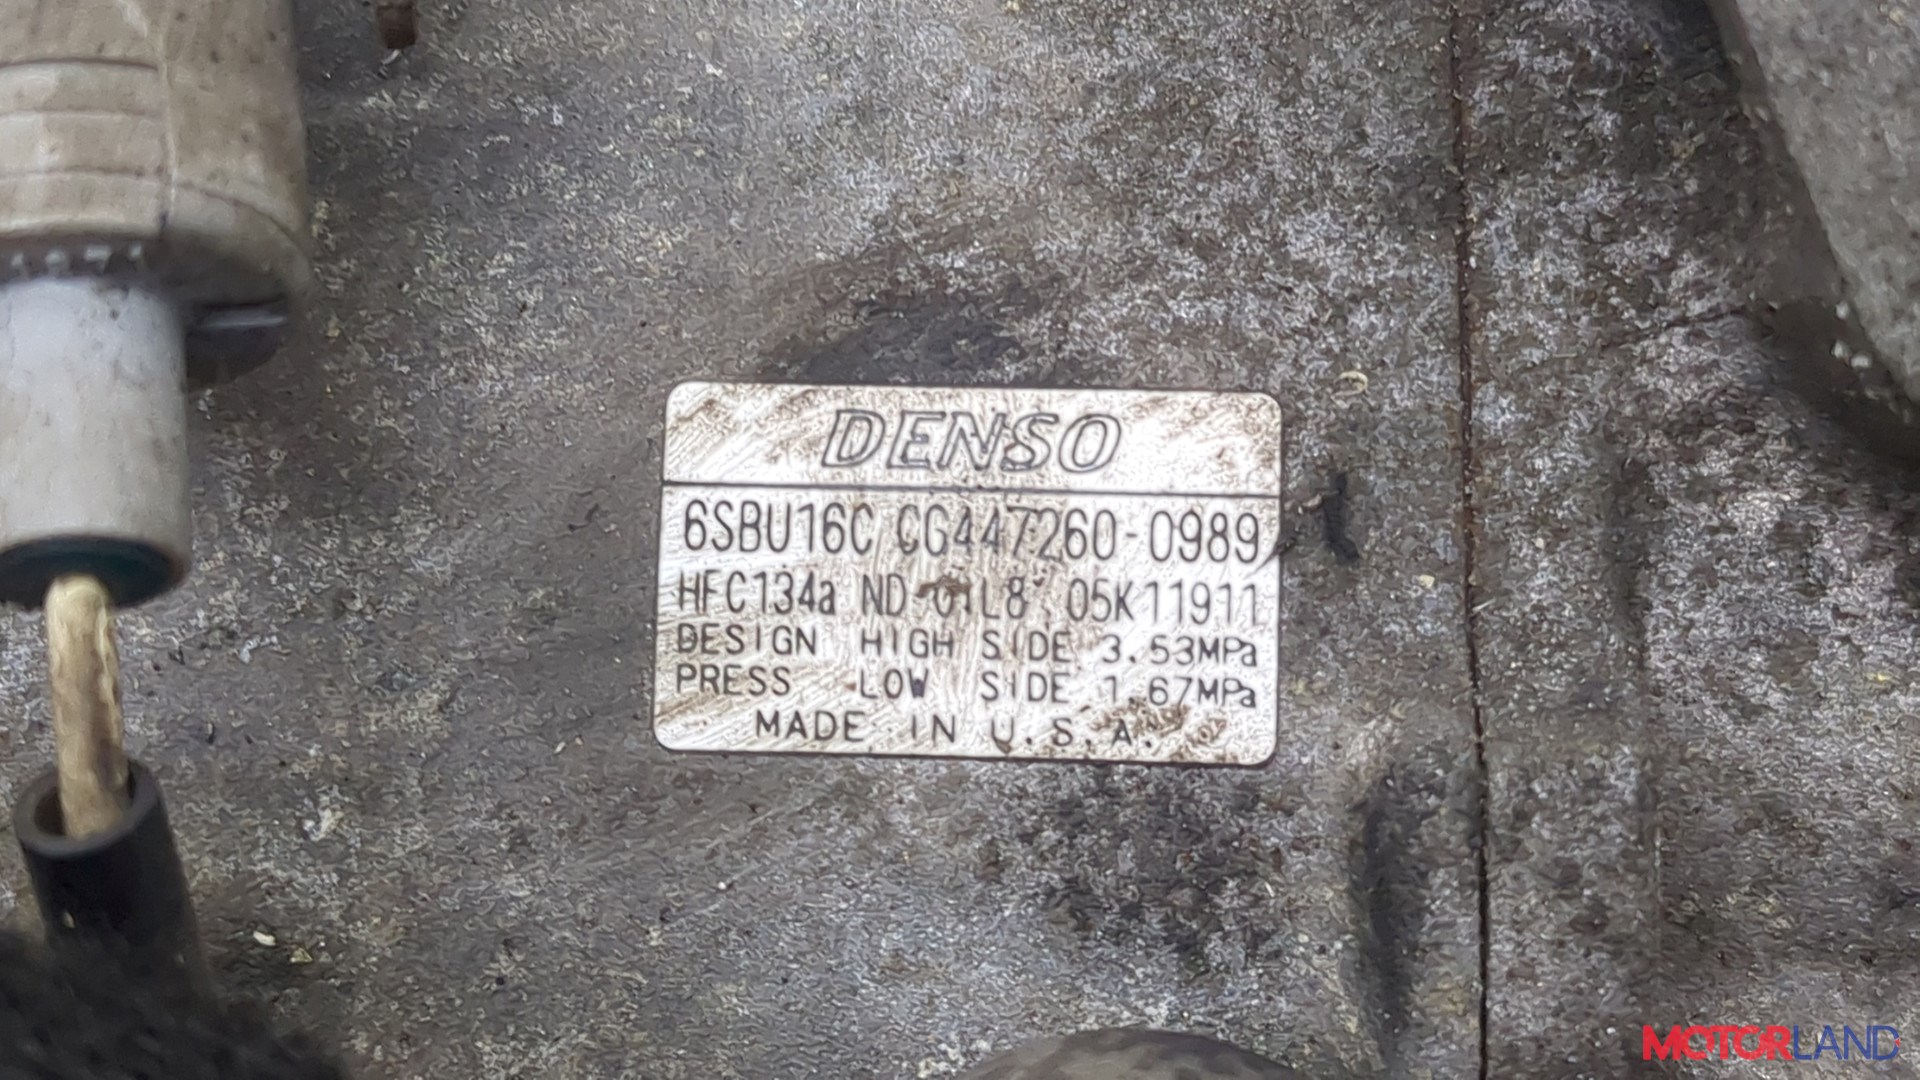 DENSO
6SBU16C CG447260-0989
HFC134a ND L8 05K11911
DESIGN HIGH SIDE 3.53MPa
PRESS LOW SIDE 1.67MPa
MADE IN U.S.A.
MOTORLAND